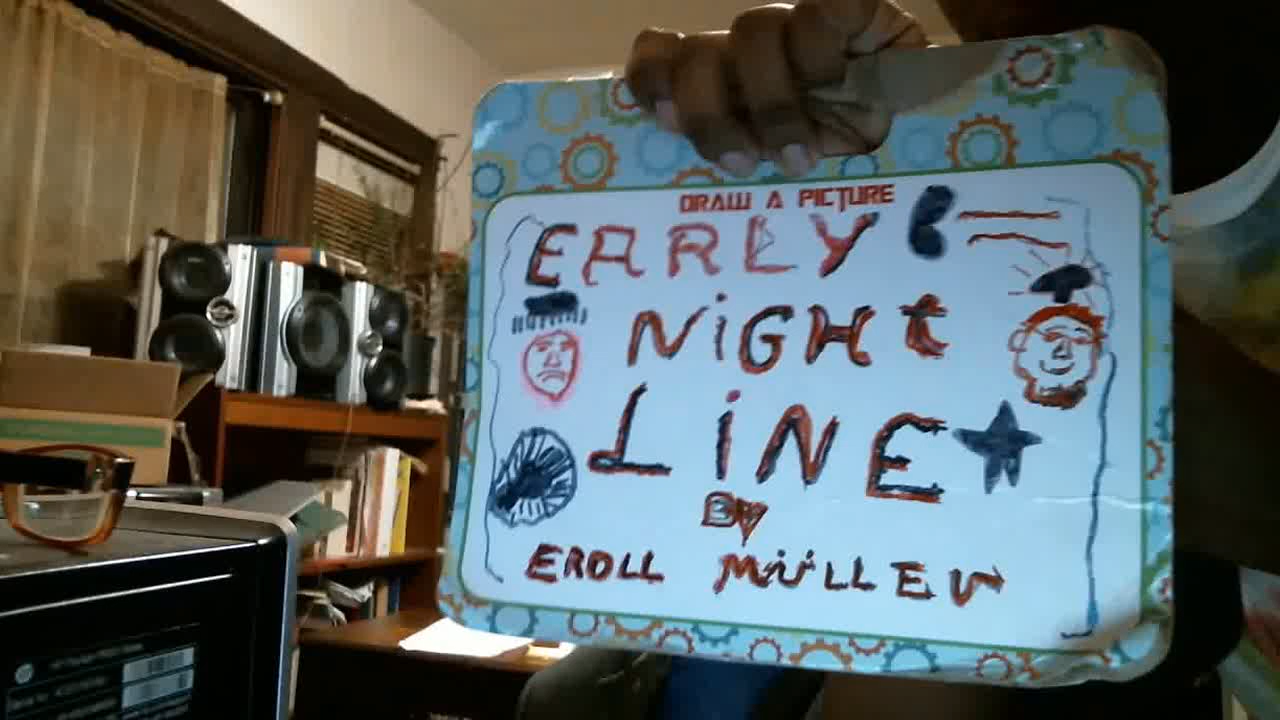 DRAW A PICTURE
EARLY
NiGHt
LiNE
By
EROLL MÜLLER